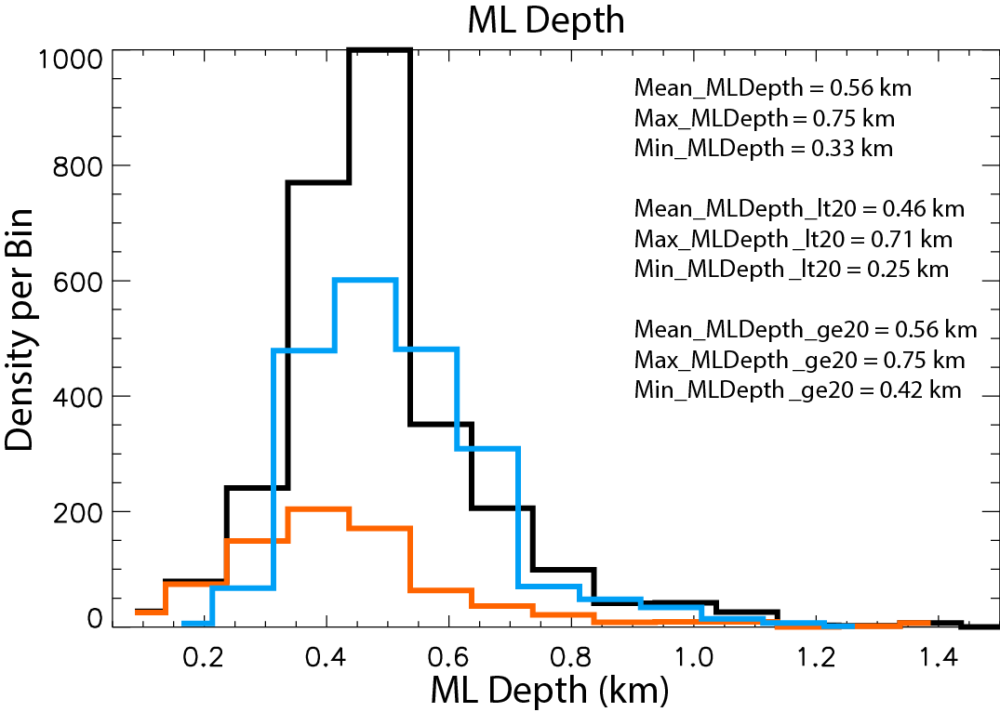 ML Depth
1000
800
600
400
200
0
Density per Bin
Mean_MLDepth = 0.56 km
Max_MLDepth = 0.75 km
Min_MLDepth = 0.33 km
Mean_MLDepth_lt20 = 0.46 km
Max_MLDepth _lt20 = 0.71 km
Min_MLDepth _lt20 = 0.25 km
Mean_MLDepth_ge20 = 0.56 km
Max_MLDepth _ge20 = 0.75 km
Min_MLDepth _ge20 = 0.42 km
0.2 0.4 0.6 0.8 1.0 1.2 1.4
ML Depth (km)